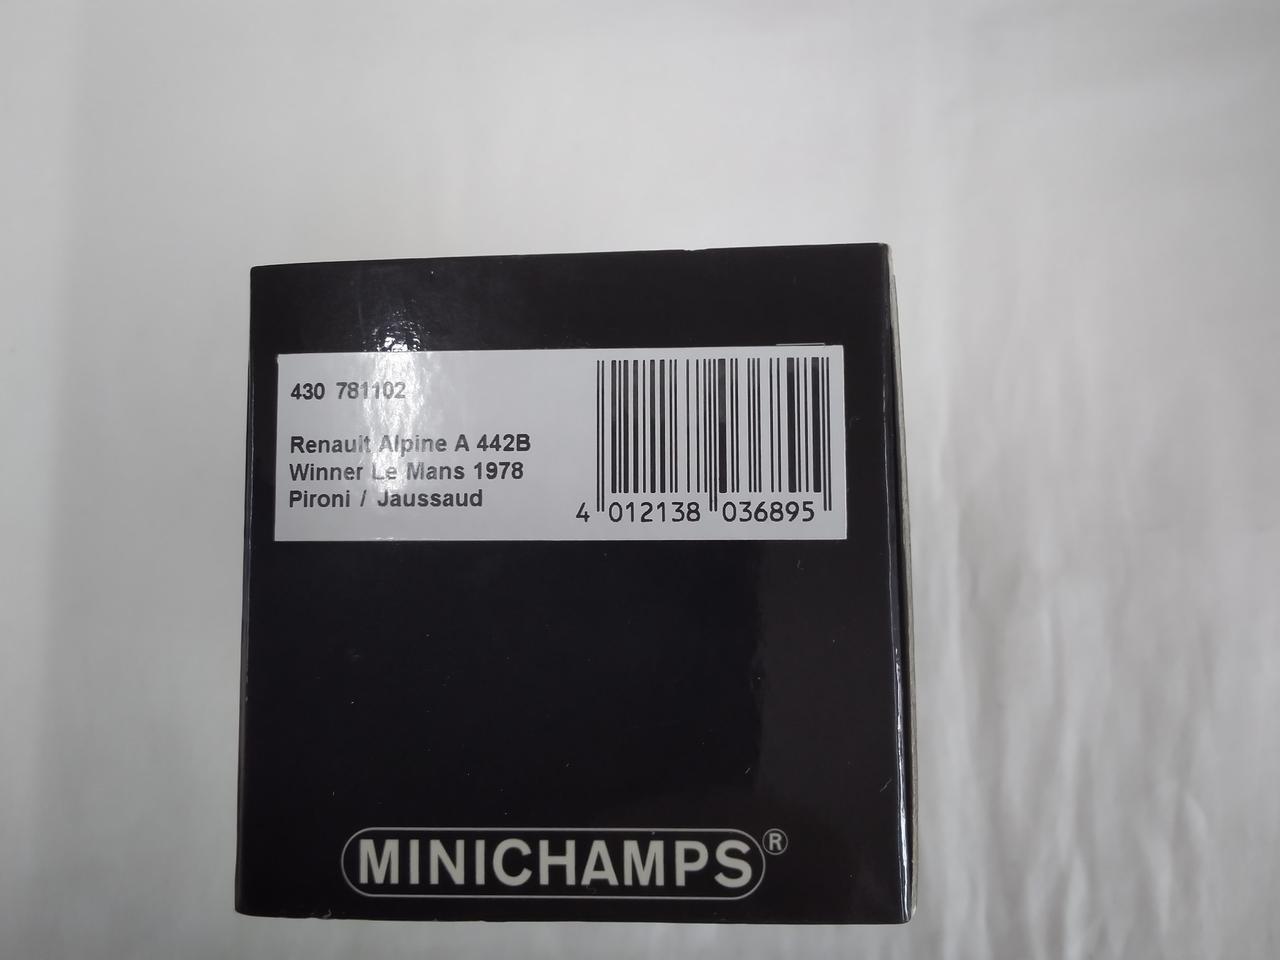 430 781102
Renault Alpine A 442B
Winner Le Mans 1978
Pironi / Jaussaud
4 012138 036895
MINICHAMPS®